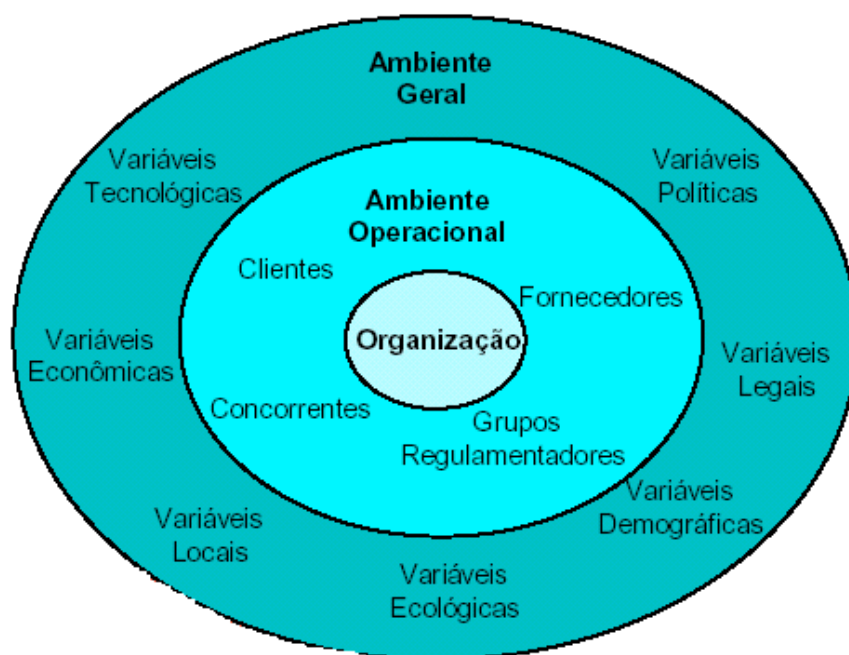 Ambiente
Geral
Variáveis
Tecnológicas
Variáveis
Políticas
Ambiente
Operacional
Clientes
Fornecedores
Organização
Variáveis
Econômicas
Variáveis
Legais
Concorrentes
Grupos
Regulamentadores
Variáveis
Demográficas
Variáveis
Locais
Variáveis
Ecológicas